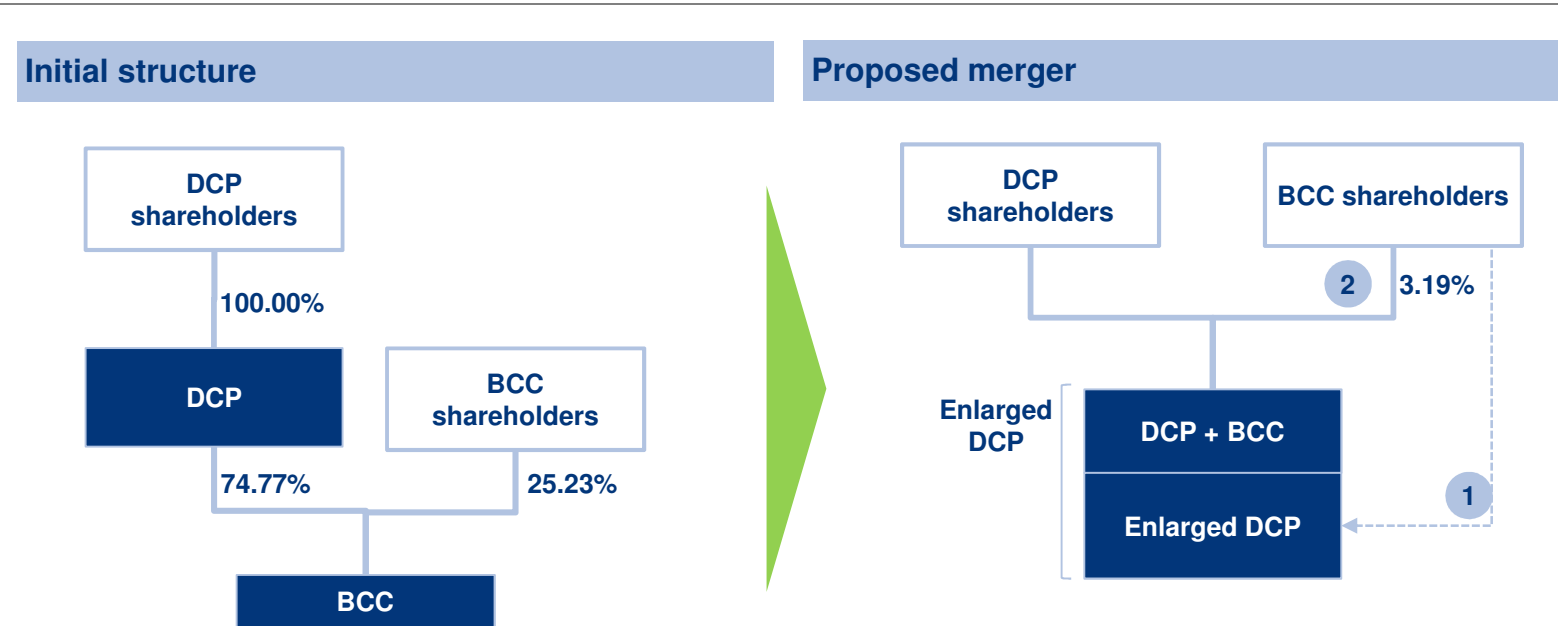 Initial structure
DCP
shareholders
100.00%
DCP
BCC
shareholders
74.77%
25.23%
BCC
Proposed merger
DCP
shareholders
BCC shareholders
2
3.19%
Enlarged
DCP
DCP + BCC
1
Enlarged DCP